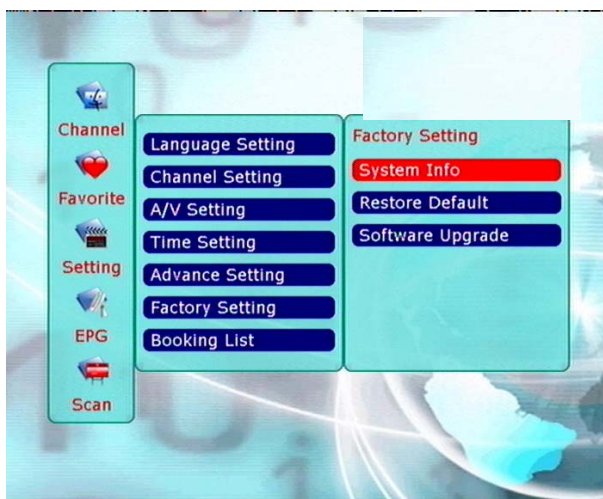 Channel
Favorite
Setting
EPG
Scan
Language Setting
Channel Setting
A/V Setting
Time Setting
Advance Setting
Factory Setting
Booking List
Factory Setting
System Info
Restore Default
Software Upgrade